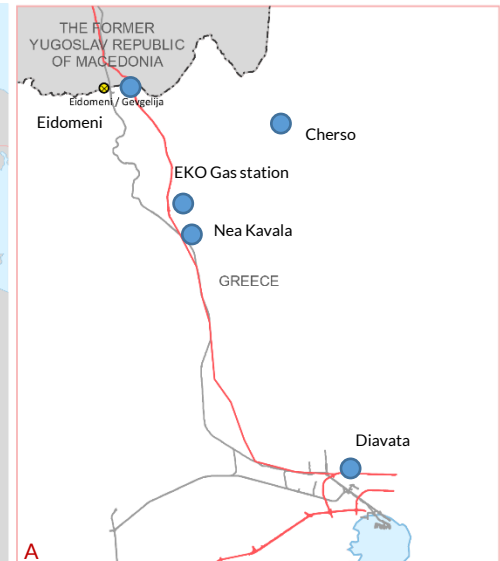 THE FORMER
YUGOSLAV REPUBLIC
OF MACEDONIA
Eidomeni / Gevgelija
Eidomeni
Cherso
EKO Gas station
Nea Kavala
GREECE
Diavata
A